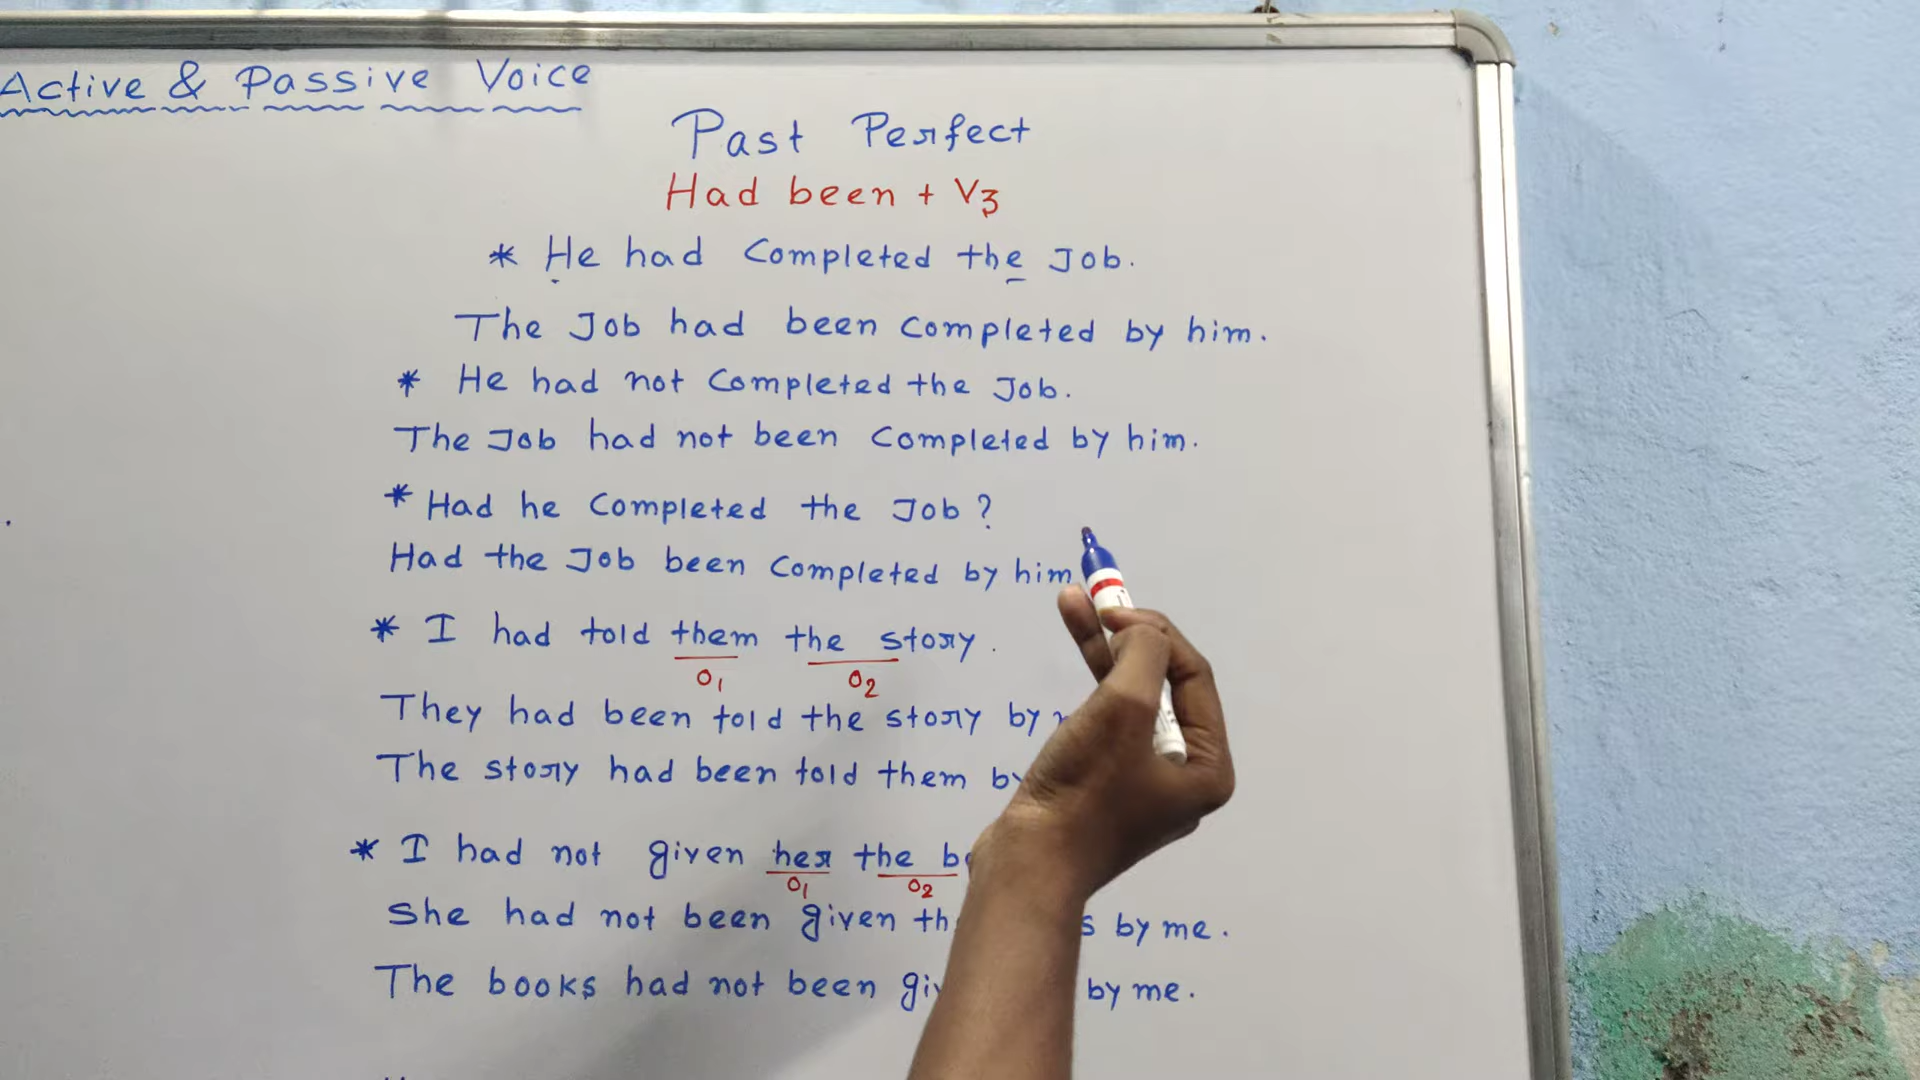 Active & Passive Voice
Past Perfect
Had been + V3
* He had Completed the Job.
The Job had been completed by him.
* He had not Completed the Job.
The Job had not been Completed by him.
* Had he Completed the Job?
Had the Job been Completed by him
* I had told them the story.
O1 O2
They had been told the story by
The story had been told them by
* I had not given her the
O1 O2
She had not been given by me.
The books had not been by me.